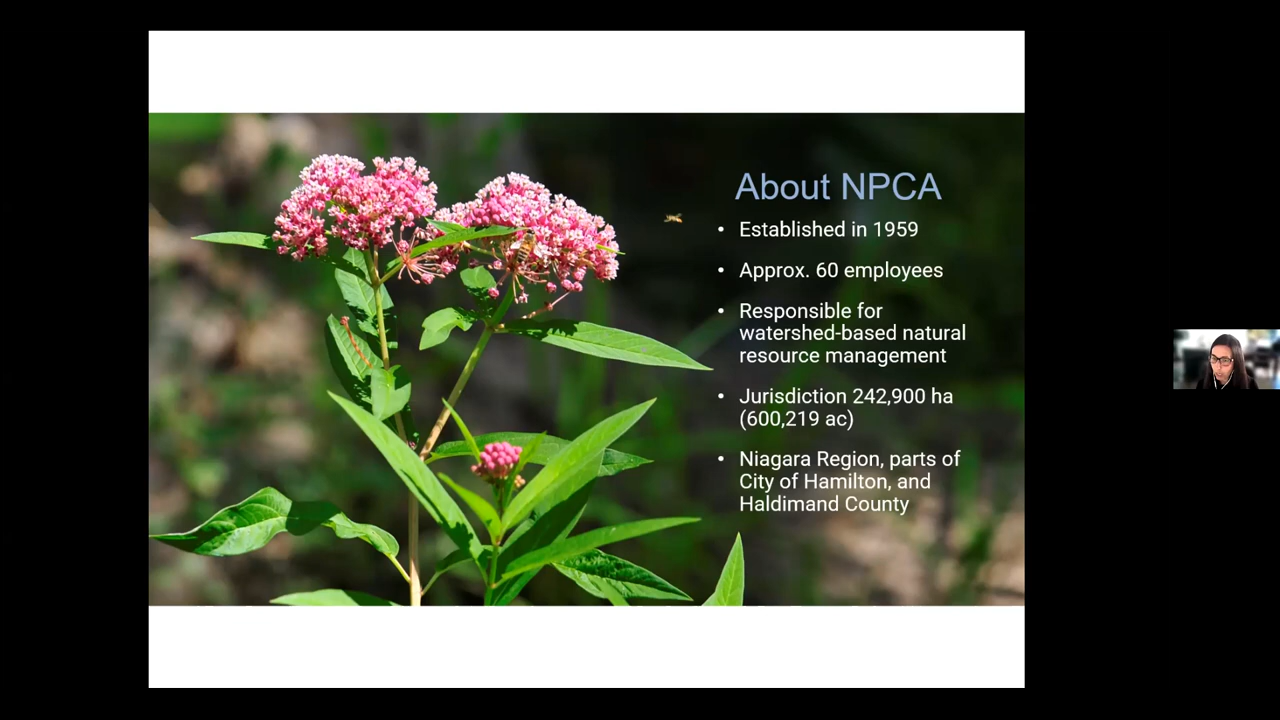 About NPCA
• Established in 1959
• Approx. 60 employees
• Responsible for
watershed-based natural
resource management
• Jurisdiction 242,900 ha
(600,219 ac)
• Niagara Region, parts of
City of Hamilton, and
Haldimand County